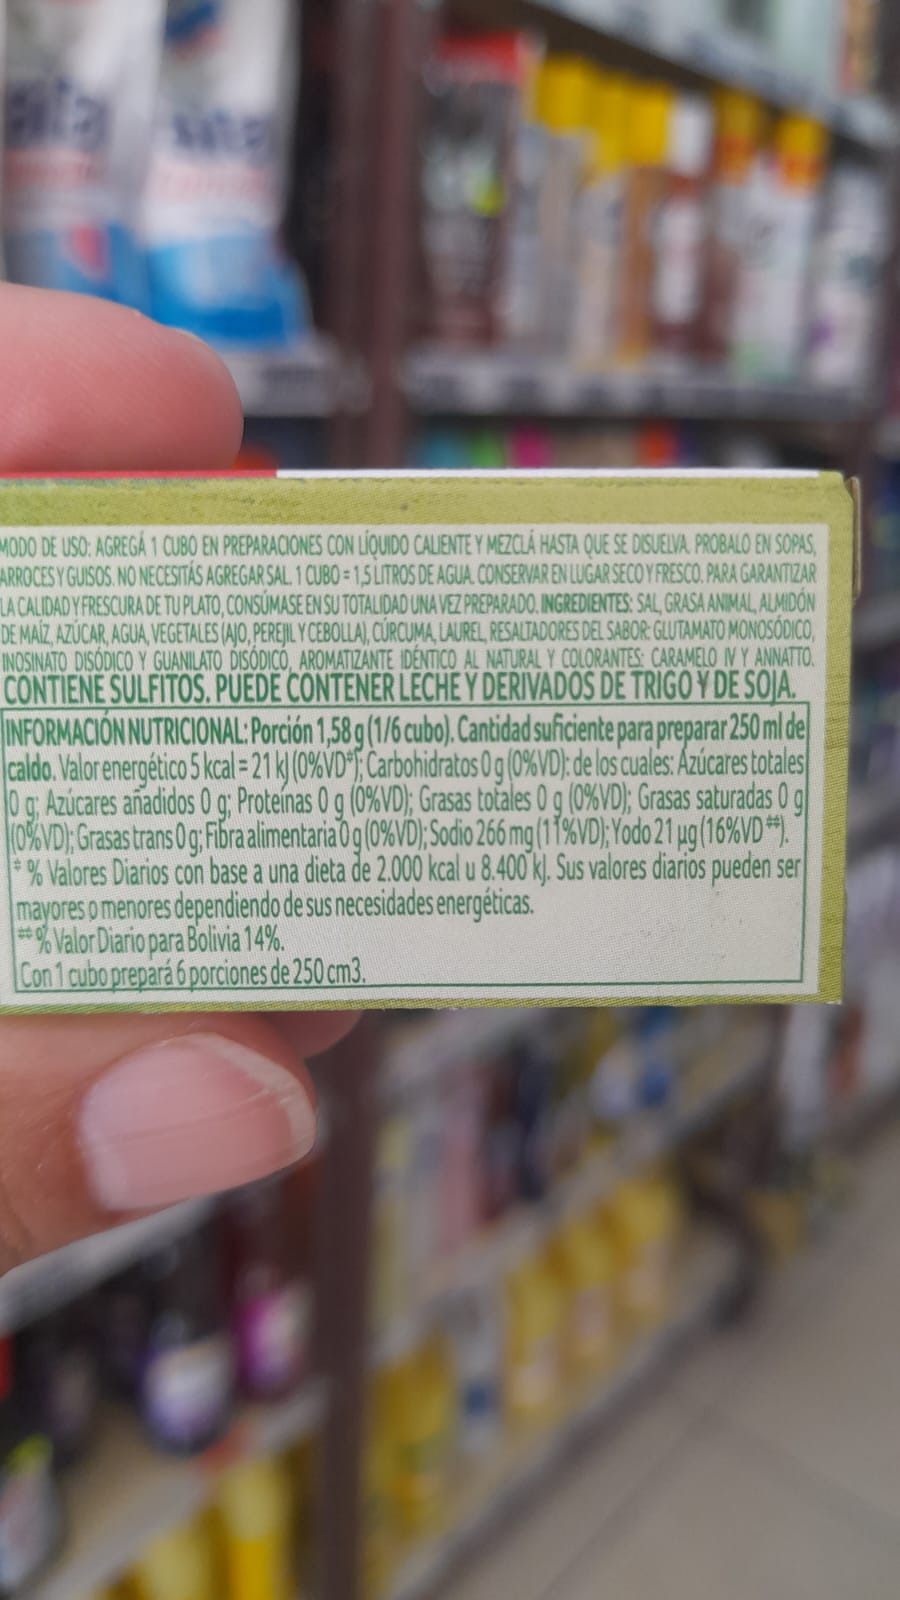 MODO DE USO: AGREGÁ 1 CUBO EN PREPARACIONES CON LÍQUIDO CALIENTE Y MEZCLÁ HASTA QUE SE DISUELVA. PROBALO EN SOPAS,
ARROCES Y GUISOS. NO NECESITÁS AGREGAR SAL. 1 CUBO = 1,5 LITROS DE AGUA. CONSERVAR EN LUGAR SECO Y FRESCO. PARA GARANTIZAR
LA CALIDAD Y FRESCURA DE TU PLATO, CONSÚMASE EN SU TOTALIDAD UNA VEZ PREPARADO. INGREDIENTES: SAL, GRASA ANIMAL, ALMIDÓN
DE MAÍZ, AZÚCAR, AGUA, VEGETALES (AJO, PEREJIL Y CEBOLLA), CÚRCUMA, LAUREL, RESALTADORES DEL SABOR: GLUTAMATO MONOSÓDICO,
INOSINATO DISÓDICO Y GUANILATO DISÓDICO, AROMATIZANTE IDÉNTICO AL NATURAL Y COLORANTES: CARAMELO IV Y ANNATTO.
CONTIENE SULFITOS. PUEDE CONTENER LECHE Y DERIVADOS DE TRIGO Y DE SOJA.
INFORMACIÓN NUTRICIONAL: Porción 1,58 g (1/6 cubo). Cantidad suficiente para preparar 250 ml de
caldo. Valor energético 5 kcal = 21 kJ (0%VD*); Carbohidratos 0 g (0%VD): de los cuales: Azúcares totales
0 g; Azúcares añadidos 0 g; Proteínas 0 g (0%VD); Grasas totales 0 g (0%VD); Grasas saturadas 0 g
(0%VD); Grasas trans 0 g; Fibra alimentaria 0 g (0%VD); Sodio 266 mg (11%VD); Yodo 21 µg (16%VD**).
* % Valores Diarios con base a una dieta de 2.000 kcal u 8.400 kJ. Sus valores diarios pueden ser
mayores o menores dependiendo de sus necesidades energéticas.
**% Valor Diario para Bolivia 14%.
Con 1 cubo prepará 6 porciones de 250 cm3.